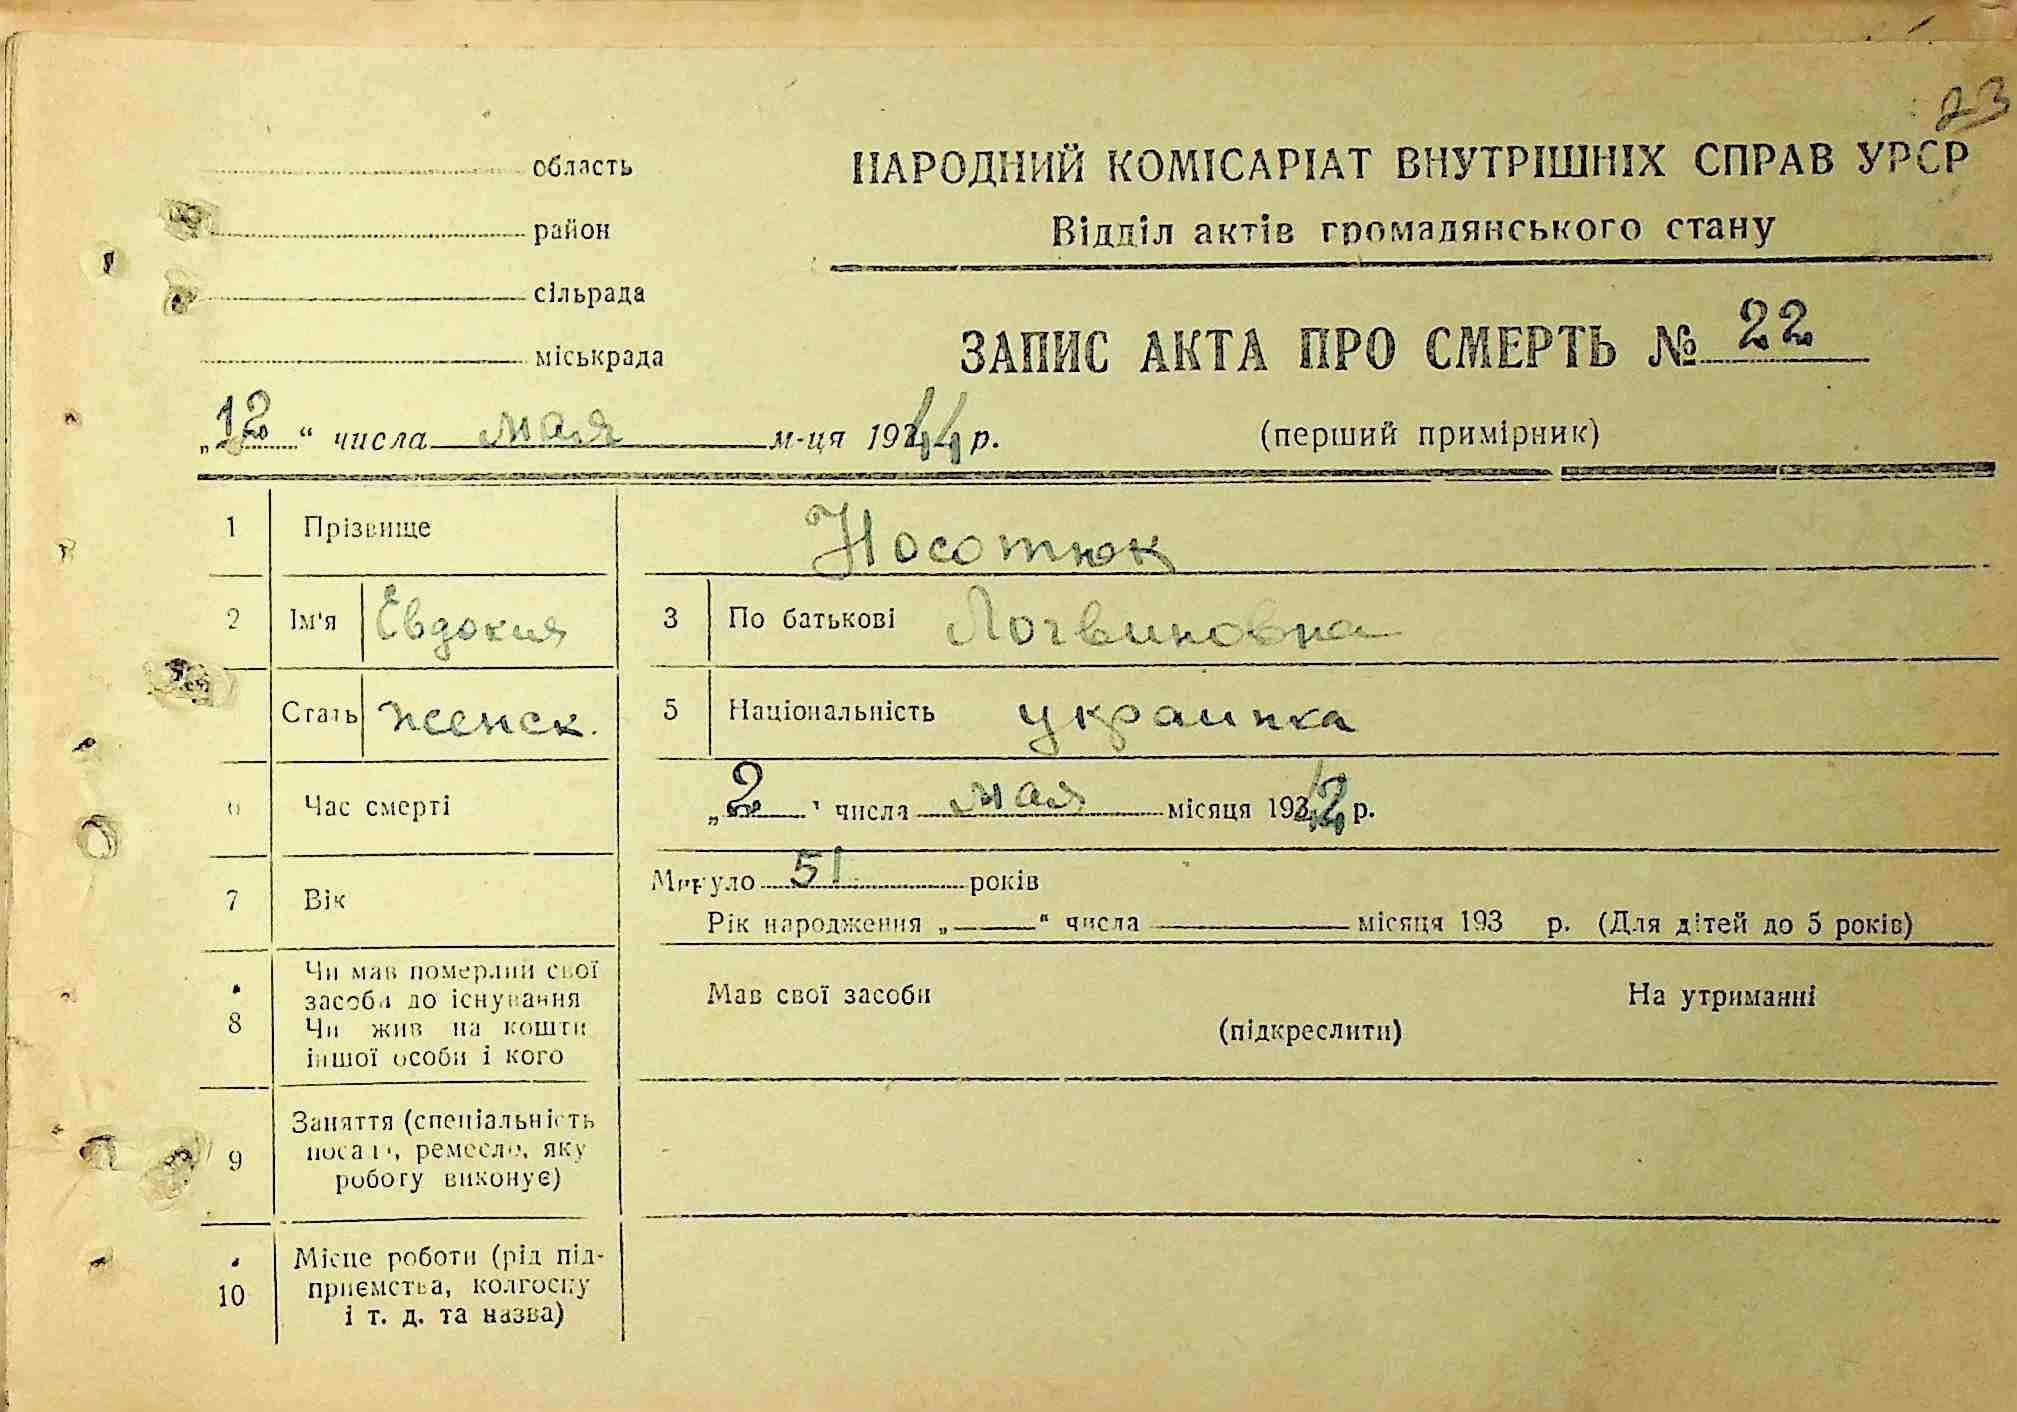 23
область
район
сільрада
міськрада
НАРОДНИЙ КОМІСАРІАТ ВНУТРІШНІХ СПРАВ УРСР
Відділ актів громадянського стану
ЗАПИС АКТА ПРО СМЕРТЬ № 22
(перший примірник)
„12“ числа мая м-ця 1944 р.
1 Прізвище Носотюк
2 Ім'я Евдокия 3 По батькові Логвиновна
Стать женск. 5 Національність украинка
6 Час смерті „2“ числа мая місяця 1942 р.
7 Вік Минуло 51 років
Рік народження „ “ числа місяця 193 р. (Для дітей до 5 років)
8 Чи мав померлий свої
засоби до існування
Чи жив на кошти
іншої особи і кого
Мав свої засоби На утриманні
(підкреслити)
9 Заняття (спеціальність
посада, ремесло, яку
роботу виконує)
10 Місце роботи (рід під-
приємства, колгоспу
і т. д. та назва)